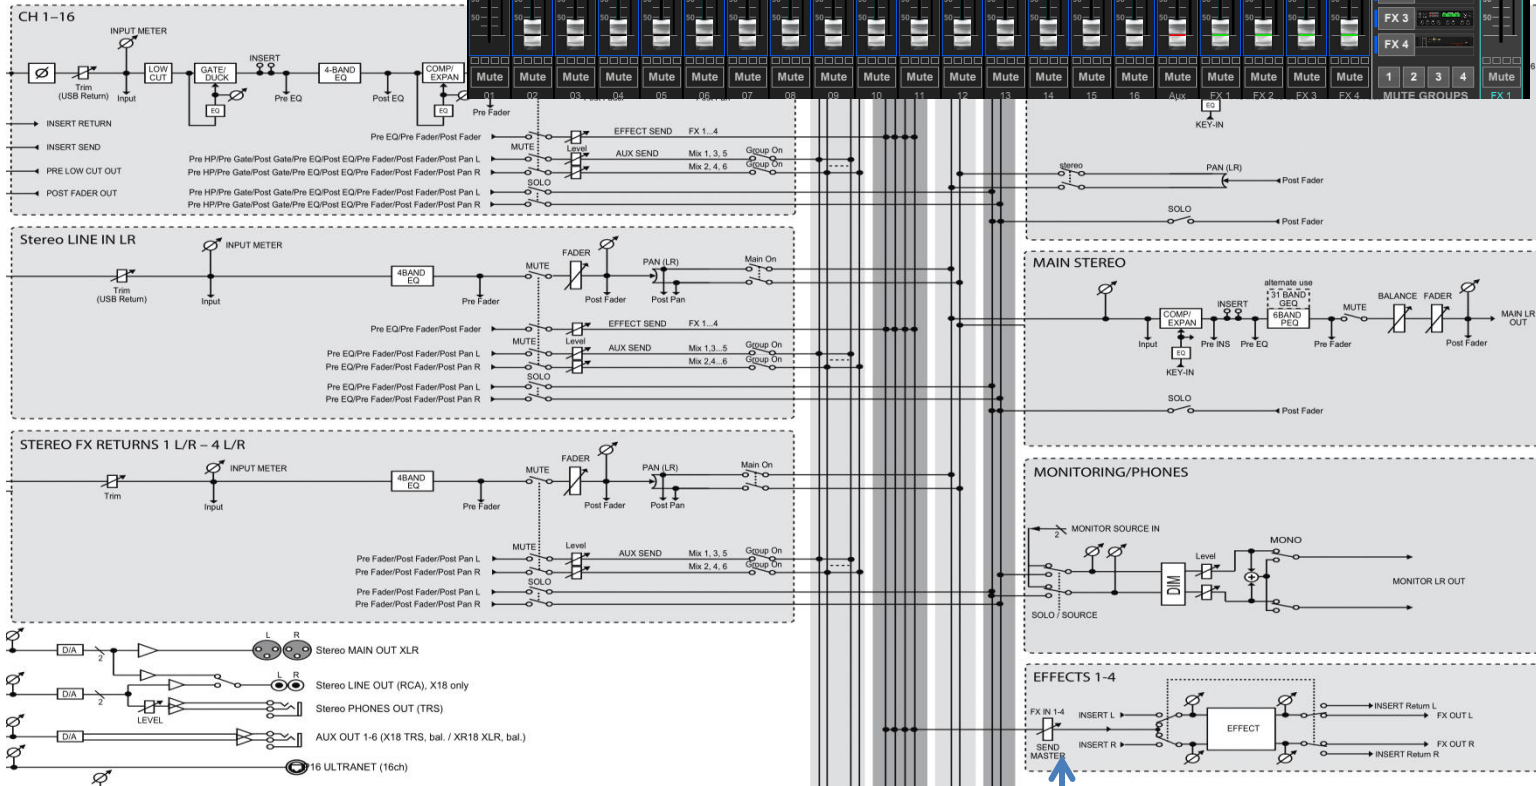 CH 1–16
INPUT METER
INSERT
LOW CUT
GATE/ DUCK
4-BAND EQ
COMP/ EXPAN
Trim
(USB Return)
Input
EQ
Pre EQ
Post EQ
EQ
Pre Fader
INSERT RETURN
INSERT SEND
PRE LOW CUT OUT
POST FADER OUT
Pre EQ/Pre Fader/Post Fader
MUTE
Level
EFFECT SEND FX 1...4
Pre HP/Pre Gate/Post Gate/Pre EQ/Post EQ/Pre Fader/Post Fader/Post Pan L
AUX SEND Mix 1, 3, 5 Group On
Pre HP/Pre Gate/Post Gate/Pre EQ/Post EQ/Pre Fader/Post Fader/Post Pan R
Mix 2, 4, 6 Group On
SOLO
Pre HP/Pre Gate/Post Gate/Pre EQ/Post EQ/Pre Fader/Post Fader/Post Pan L
Pre HP/Pre Gate/Post Gate/Pre EQ/Post EQ/Pre Fader/Post Fader/Post Pan R
FX 3
FX 4
Mute Mute Mute Mute Mute Mute Mute Mute Mute Mute Mute Mute Mute Mute Mute Mute Mute Mute Mute Mute Mute
1 2 3 4
Mute
01 02 03 04 05 06 07 08 09 10 11 12 13 14 15 16 Aux FX 1 FX 2 FX 3 FX 4
MUTE GROUPS
FX 1
EQ
KEY-IN
stereo
PAN (LR)
Post Fader
SOLO
Post Fader
Stereo LINE IN LR
INPUT METER
Trim
(USB Return)
Input
4BAND EQ
Pre Fader
MUTE
FADER
Post Fader
PAN (LR)
Post Pan
Main On
Pre EQ/Pre Fader/Post Fader
EFFECT SEND FX 1...4
MUTE
Level
Pre EQ/Pre Fader/Post Fader/Post Pan L
AUX SEND Mix 1,3...5 Group On
Pre EQ/Pre Fader/Post Fader/Post Pan R
Mix 2,4...6 Group On
SOLO
Pre EQ/Pre Fader/Post Fader/Post Pan L
Pre EQ/Pre Fader/Post Fader/Post Pan R
MAIN STEREO
Input
COMP/ EXPAN
EQ
KEY-IN
Pre INS
INSERT
Pre EQ
alternate use
31 BAND GEQ
6BAND PEQ
Pre Fader
MUTE
BALANCE
FADER
Post Fader
MAIN LR OUT
SOLO
Post Fader
STEREO FX RETURNS 1 L/R – 4 L/R
INPUT METER
Trim
Input
4BAND EQ
Pre Fader
MUTE
FADER
Post Fader
PAN (LR)
Post Pan
Main On
MUTE
Level
Pre Fader/Post Fader/Post Pan L
AUX SEND Mix 1, 3, 5 Group On
Pre Fader/Post Fader/Post Pan R
Mix 2, 4, 6 Group On
SOLO
Pre Fader/Post Fader/Post Pan L
Pre Fader/Post Fader/Post Pan R
MONITORING/PHONES
2
MONITOR SOURCE IN
SOLO / SOURCE
DIM
Level
MONO
MONITOR LR OUT
D/A
2
L R
Stereo MAIN OUT XLR
D/A
2
L R
Stereo LINE OUT (RCA), X18 only
LEVEL
Stereo PHONES OUT (TRS)
D/A
AUX OUT 1-6 (X18 TRS, bal. / XR18 XLR, bal.)
P16 ULTRANET (16ch)
EFFECTS 1-4
FX IN 1-4
SEND MASTER
INSERT L
INSERT R
EFFECT
INSERT Return L
FX OUT L
FX OUT R
INSERT Return R